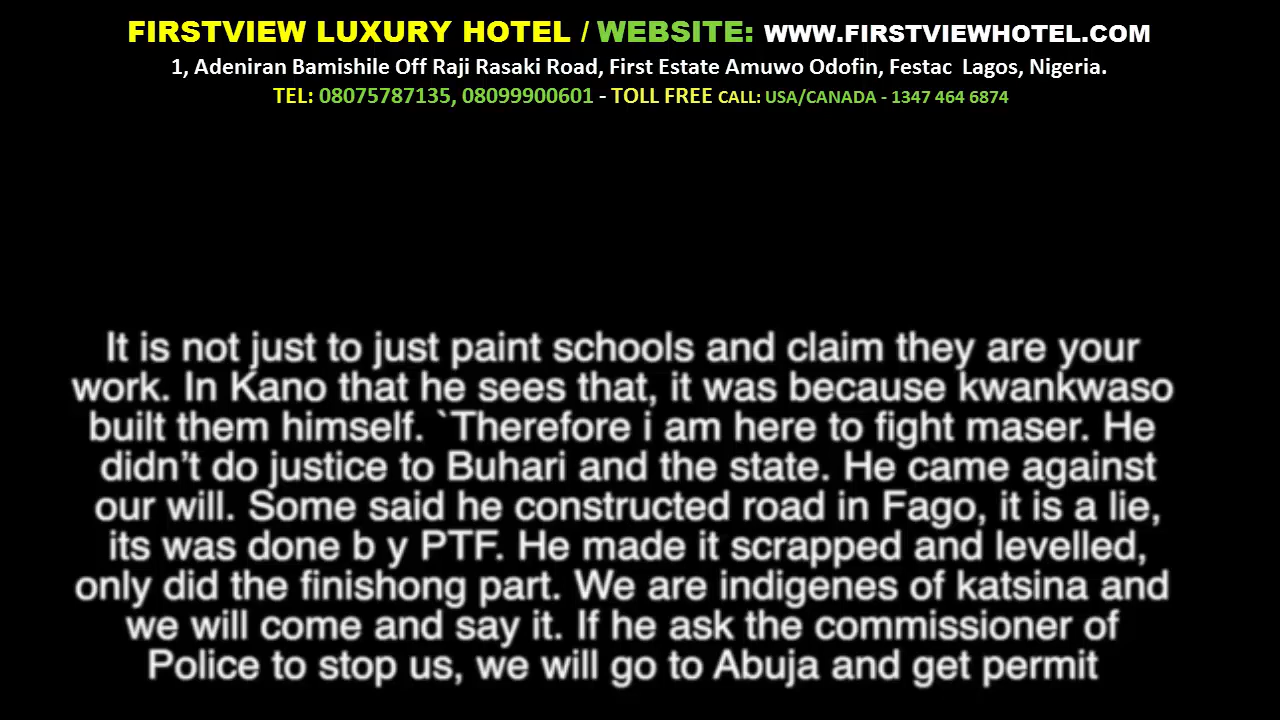 FIRSTVIEW LUXURY HOTEL / WEBSITE: WWW.FIRSTVIEWHOTEL.COM
1, Adeniran Bamishile Off Raji Rasaki Road, First Estate Amuwo Odofin, Festac Lagos, Nigeria.
TEL: 08075787135, 08099900601 - TOLL FREE CALL: USA/CANADA - 1347 464 6874
It is not just to just paint schools and claim they are your
work. In Kano that he sees that, it was because kwankwaso
built them himself. `Therefore i am here to fight maser. He
didn’t do justice to Buhari and the state. He came against
our will. Some said he constructed road in Fago, it is a lie,
its was done b y PTF. He made it scrapped and levelled,
only did the finishong part. We are indigenes of katsina and
we will come and say it. If he ask the commissioner of
Police to stop us, we will go to Abuja and get permit